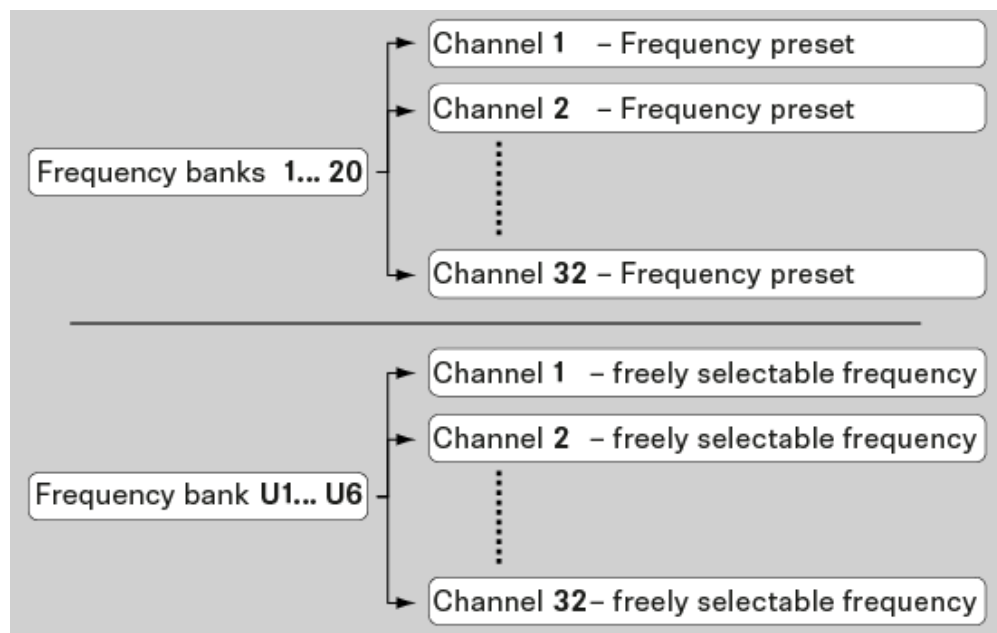 Channel 1 – Frequency preset
Channel 2 – Frequency preset
Frequency banks 1... 20
Channel 32 – Frequency preset
Channel 1 – freely selectable frequency
Channel 2 – freely selectable frequency
Frequency bank U1... U6
Channel 32– freely selectable frequency